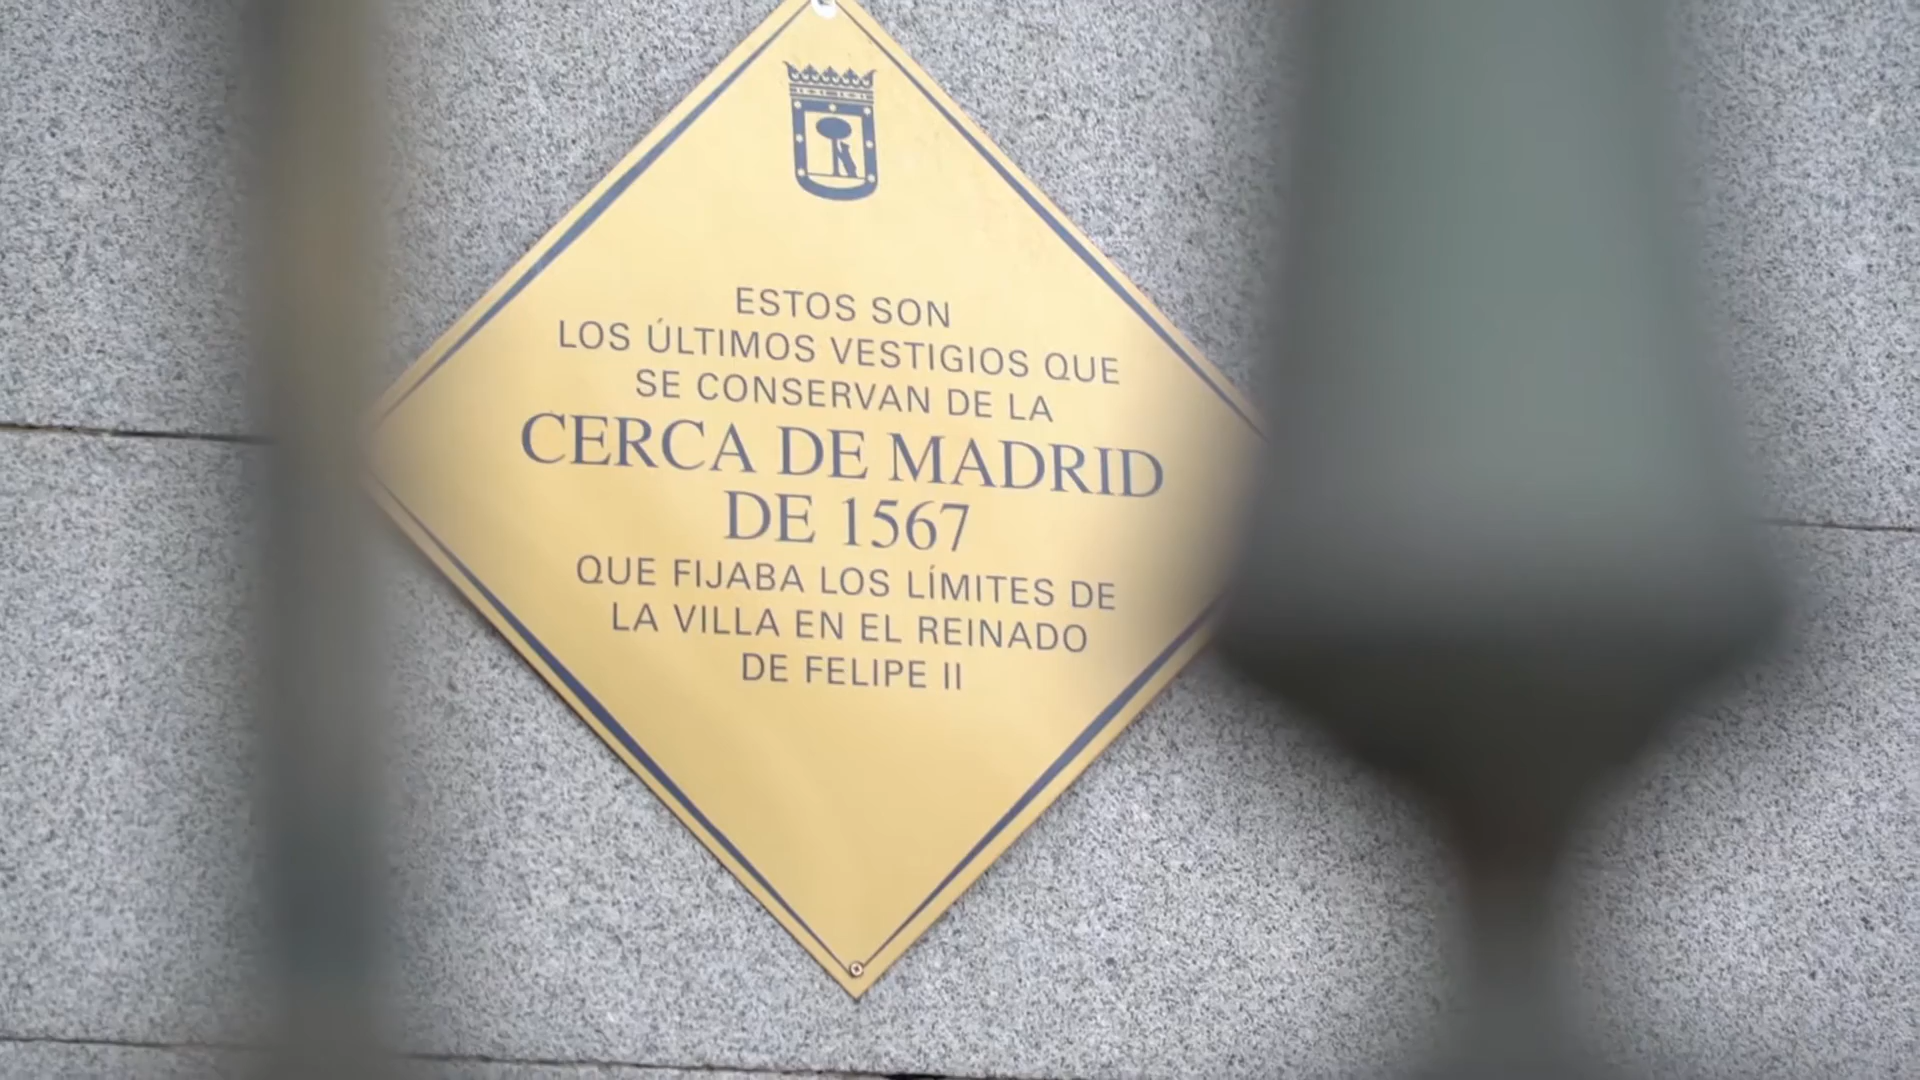 ESTOS SON
LOS ÚLTIMOS VESTIGIOS QUE
SE CONSERVAN DE LA
CERCA DE MADRID
DE 1567
QUE FIJABA LOS LÍMITES DE
LA VILLA EN EL REINADO
DE FELIPE II